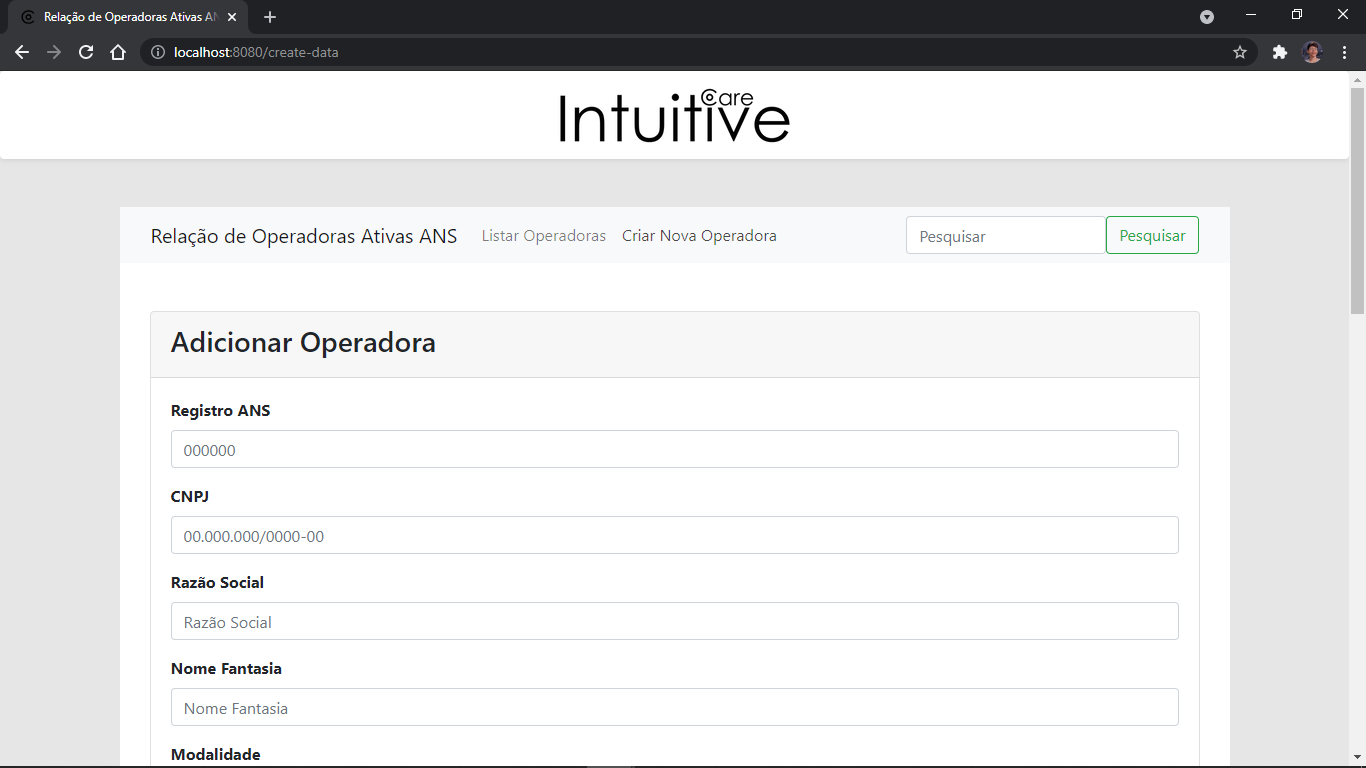 Relação de Operadoras Ativas AN
localhost:8080/create-data
Intuitive Care
Relação de Operadoras Ativas ANS
Listar Operadoras
Criar Nova Operadora
Pesquisar
Pesquisar
Adicionar Operadora
Registro ANS
000000
CNPJ
00.000.000/0000-00
Razão Social
Razão Social
Nome Fantasia
Nome Fantasia
Modalidade